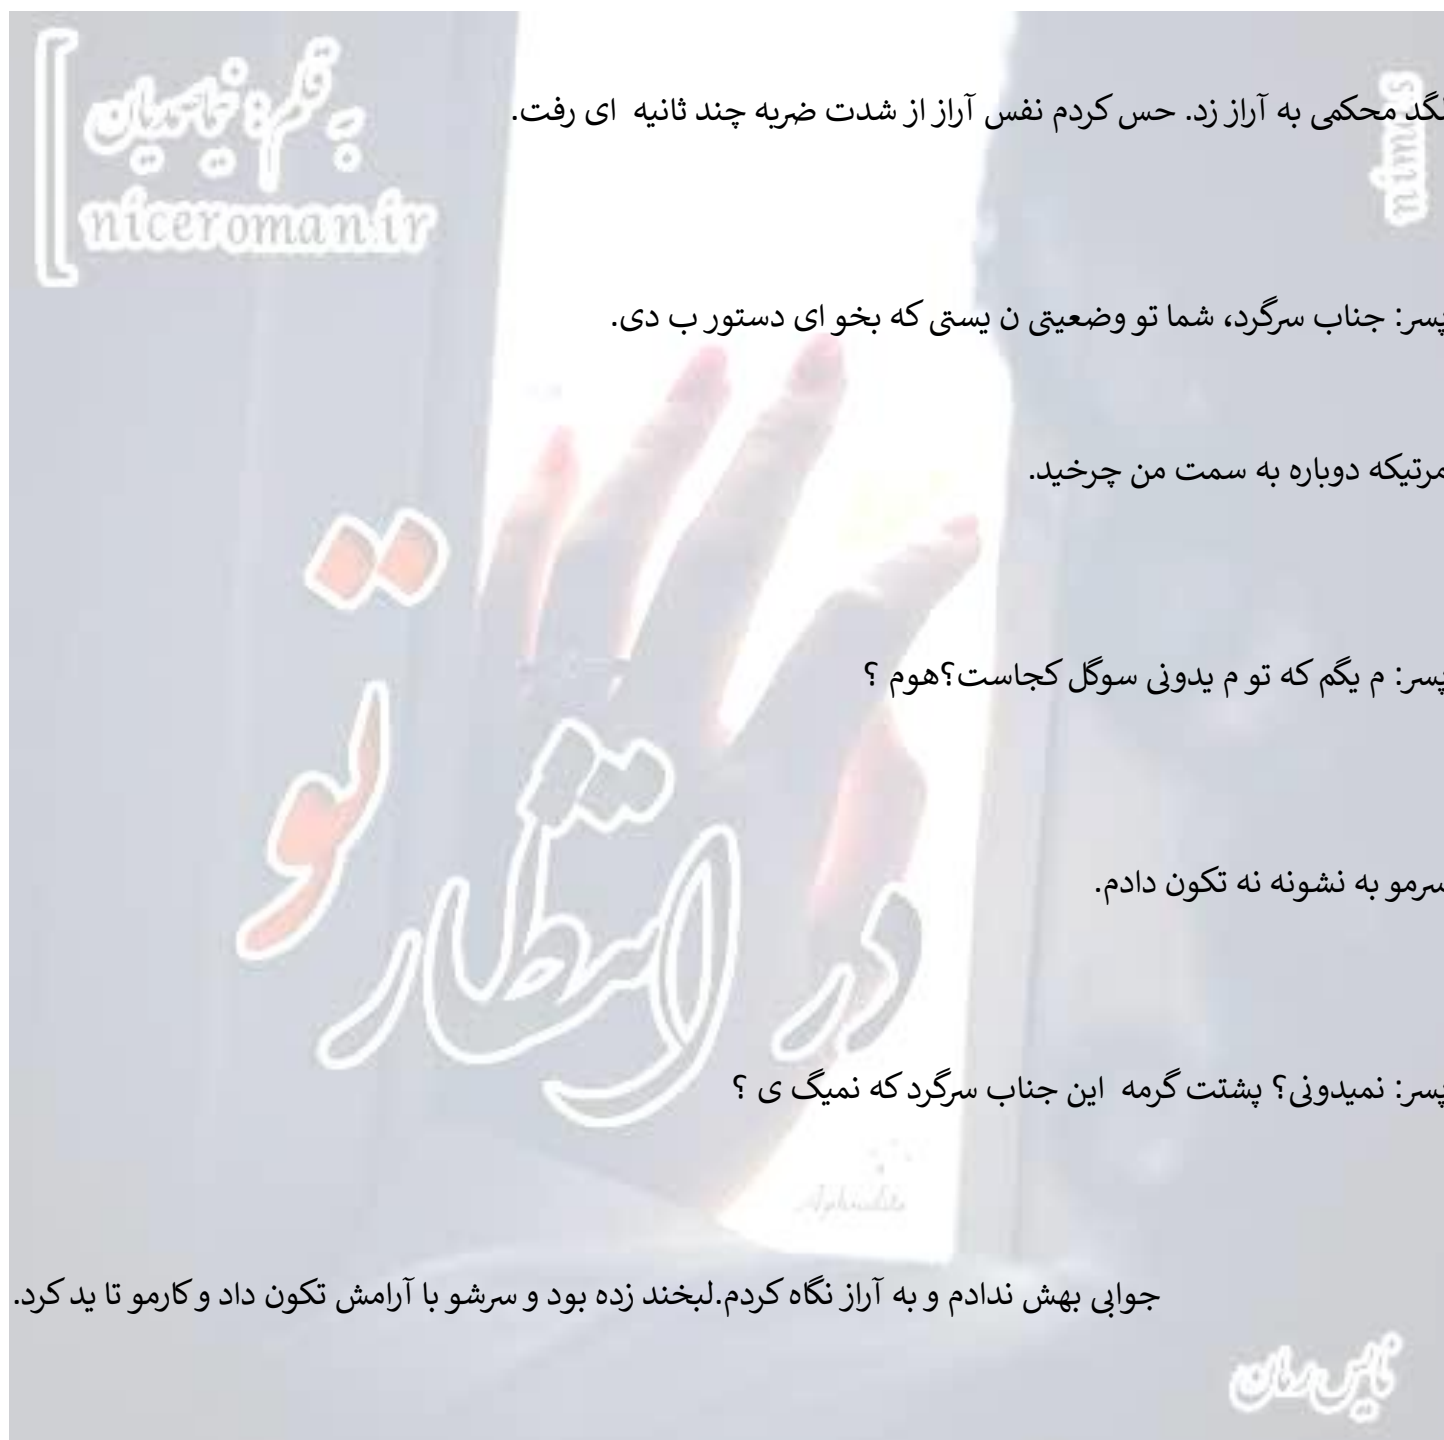 به قلم:
niceroman.ir
nimes
لگد محکمی به آراز زد. حس کردم نفس آراز از شدت ضربه چند ثانیه ای رفت.
پسر: جناب سرگرد، شما تو وضعیتی ن یستی که بخو ای دستور ب دی.
مرتیکه دوباره به سمت من چرخید.
پسر: م یگم که تو م یدونی سوگل کجاست؟هوم ؟
سرمو به نشونه نه تکون دادم.
پسر: نمیدونی؟ پشتت گرمه این جناب سرگرد که نمیگ ی ؟
در انتظار تو
Aphrodite
جوابی بهش ندادم و به آراز نگاه کردم.لبخند زده بود و سرشو با آرامش تکون داد و کارمو تا ید کرد.
نایس رمان